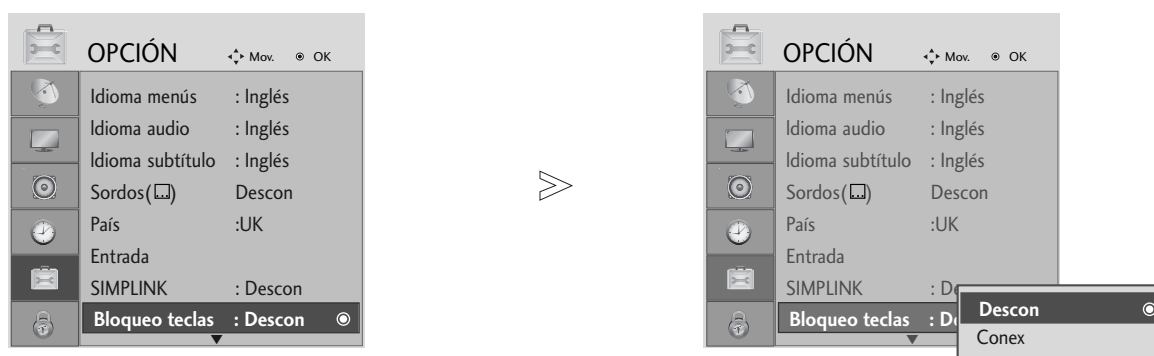 OPCIÓN Mov. OK
Idioma menús : Inglés
Idioma audio : Inglés
Idioma subtítulo : Inglés
Sordos( ) Descon
País :UK
Entrada
SIMPLINK : Descon
Bloqueo teclas : Descon
OPCIÓN Mov. OK
Idioma menús : Inglés
Idioma audio : Inglés
Idioma subtítulo : Inglés
Sordos( ) Descon
País :UK
Entrada
SIMPLINK : De
Bloqueo teclas : De
Descon
Conex